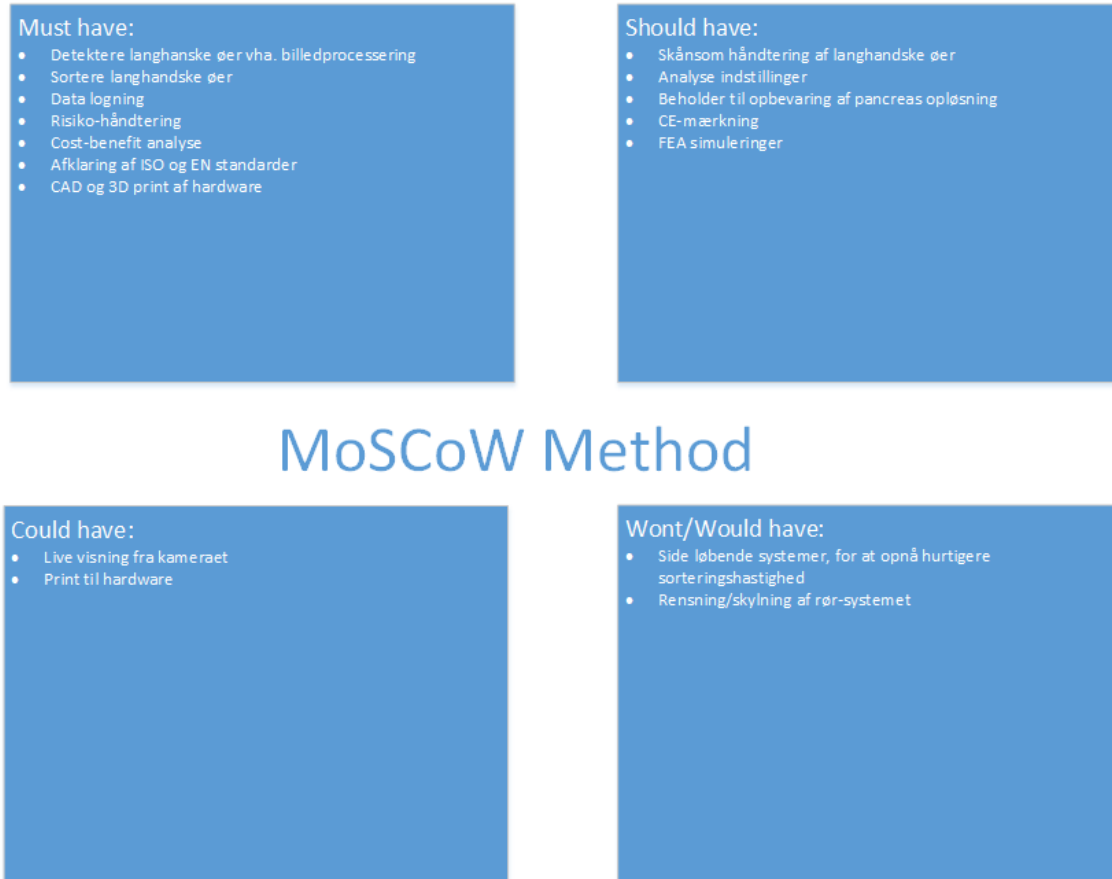 Must have:
• Detektere langhanske øer vha. billedprocessering
• Sortere langhandske øer
• Data logning
• Risiko-håndtering
• Cost-benefit analyse
• Afklaring af ISO og EN standarder
• CAD og 3D print af hardware
Should have:
• Skånsom håndtering af langhandske øer
• Analyse indstillinger
• Beholder til opbevaring af pancreas opløsning
• CE-mærkning
• FEA simuleringer
MoSCoW Method
Could have:
• Live visning fra kameraet
• Print til hardware
Wont/Would have:
• Side løbende systemer, for at opnå hurtigere
sorteringshastighed
• Rensning/skylning af rør-systemet